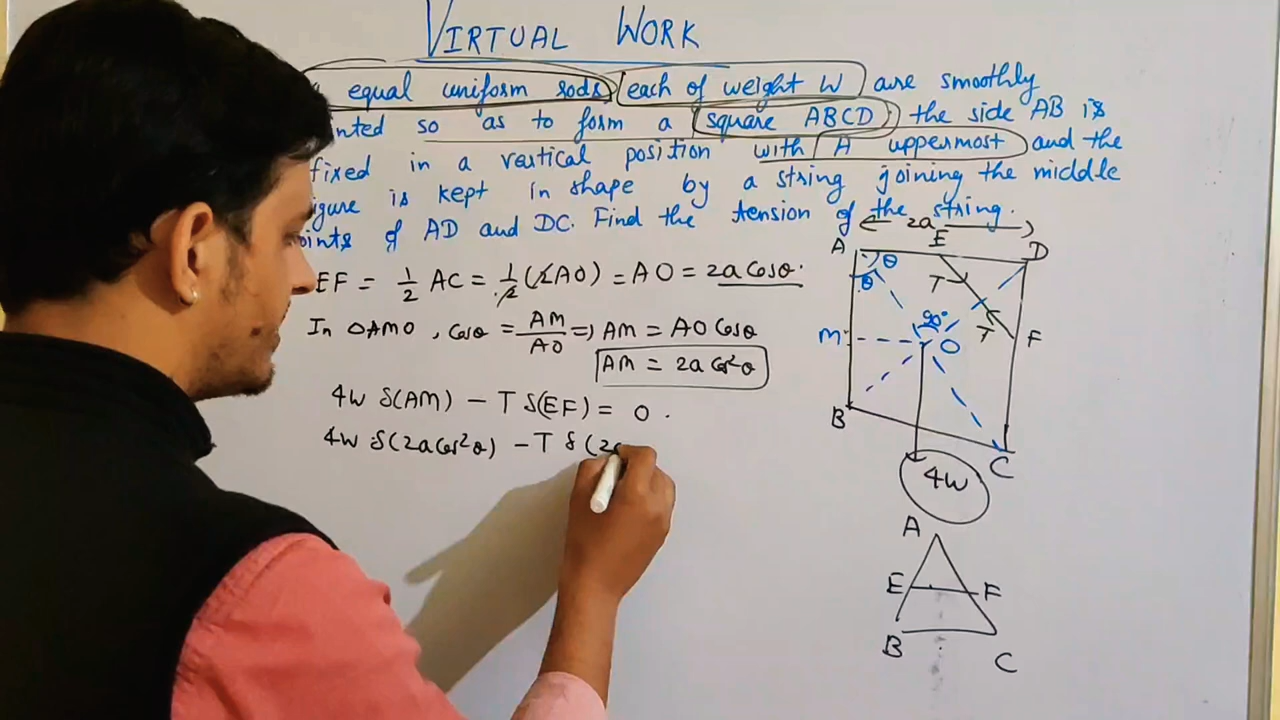 VIRTUAL WORK
equal uniform rods each of weight W are smoothly
nted so as to form a square ABCD, the side AB is
fixed in a vertical position with A uppermost and the
igure is kept in shape by a string joining the middle
oints of AD and DC. Find the tension of the string.
EF = 1/2 AC = 1/2 (2AO) = AO = 2a Cosθ.
In △AMO, Cosθ = AM/AO ⇒ AM = AO Cosθ
AM = 2a Cos²θ
4W δ(AM) - T δ(EF) = 0.
4W δ(2a Cos²θ) - T δ(2a
2a
A E D
θ
θ
T
90°
T
M O F
B C
4W
A
E F
B C